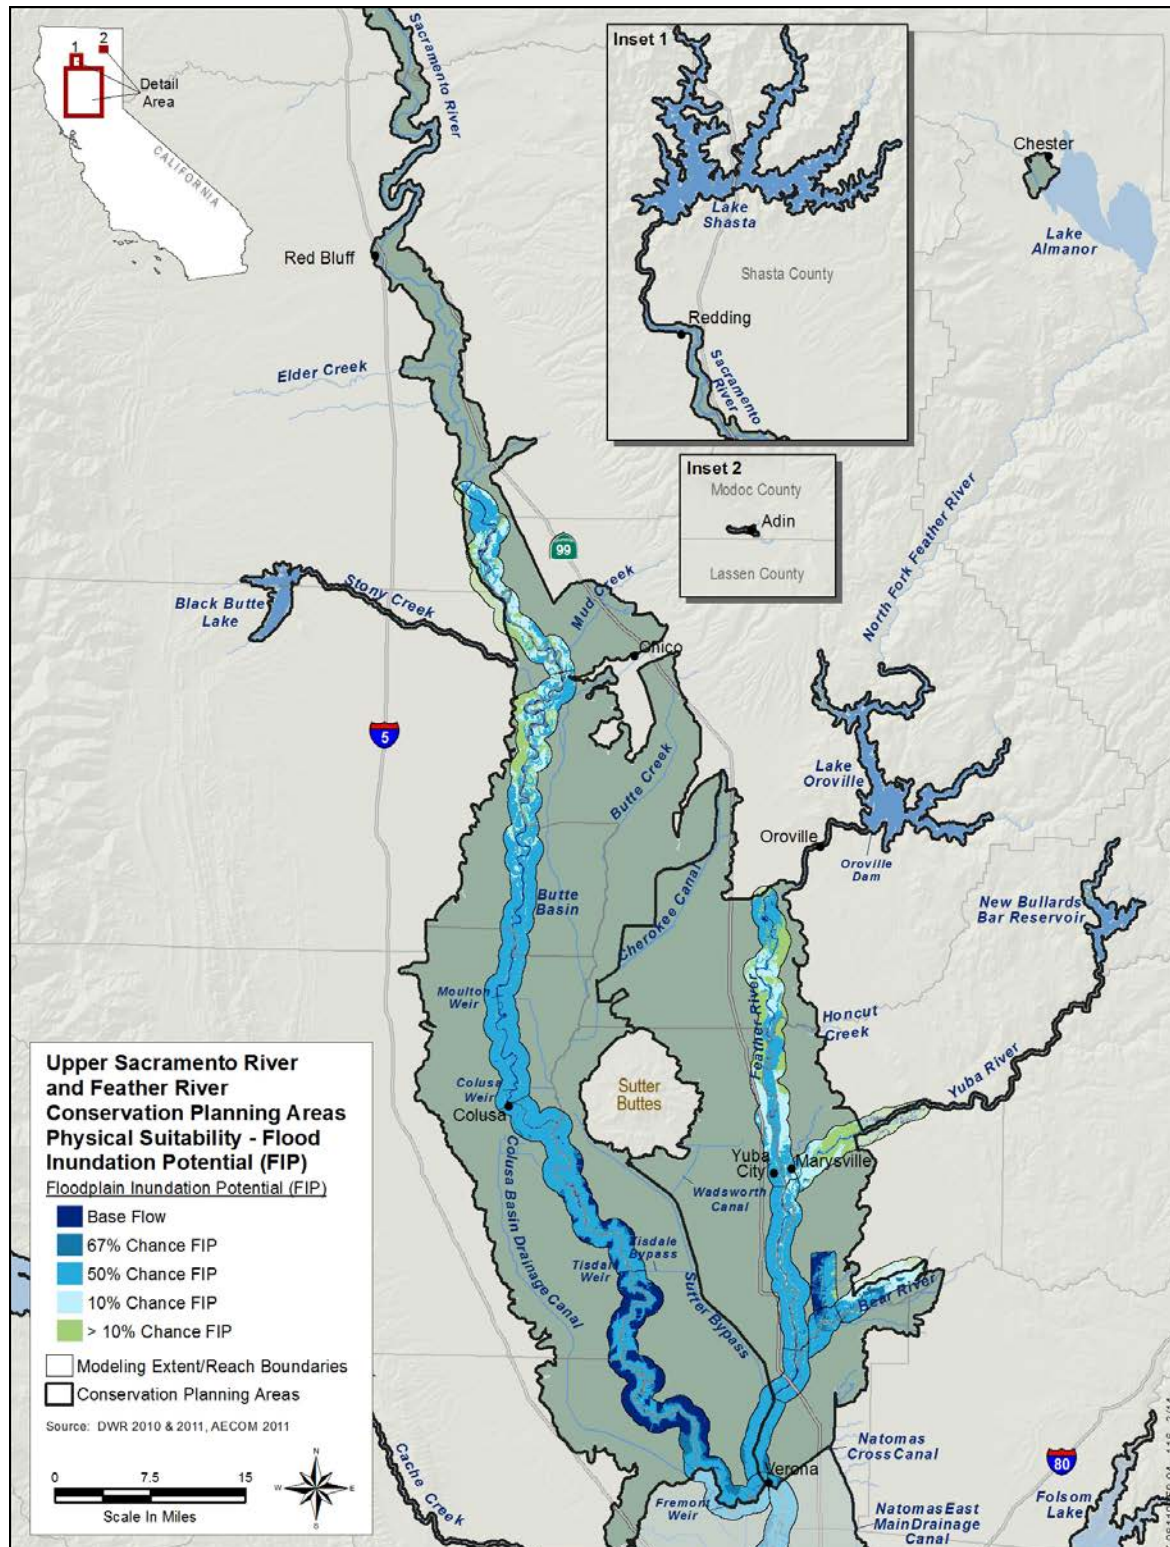 1
2
Detail
Area
CALIFORNIA
Sacramento River
Inset 1
Lake
Shasta
Shasta County
Redding
Sacramento
River
Chester
Lake
Almanor
Red Bluff
Elder Creek
Inset 2
Modoc County
Adin
Lassen County
North Fork Feather River
99
Black Butte
Lake
Stony Creek
Mud Creek
Chico
5
Butte Creek
Lake
Oroville
Oroville
Oroville
Dam
Butte
Basin
Cherokee Canal
New Bullards
Bar Reservoir
Moulton
Weir
Feather River
Honcut
Creek
Colusa
Weir
Colusa
Sutter
Buttes
Yuba River
Yuba
City
Marysville
Wadsworth
Canal
Colusa Basin Drainage Canal
Tisdale
Bypass
Tisdale
Weir
Sutter Bypass
Bear River
Natomas
Cross Canal
Verona
Fremont
Weir
Natomas East
Main Drainage
Canal
80
Folsom
Lake
Cache Creek
Upper Sacramento River
and Feather River
Conservation Planning Areas
Physical Suitability - Flood
Inundation Potential (FIP)
Floodplain Inundation Potential (FIP)
Base Flow
67% Chance FIP
50% Chance FIP
10% Chance FIP
> 10% Chance FIP
Modeling Extent/Reach Boundaries
Conservation Planning Areas
Source: DWR 2010 & 2011, AECOM 2011
0 7.5 15
Scale In Miles
N
W E
S